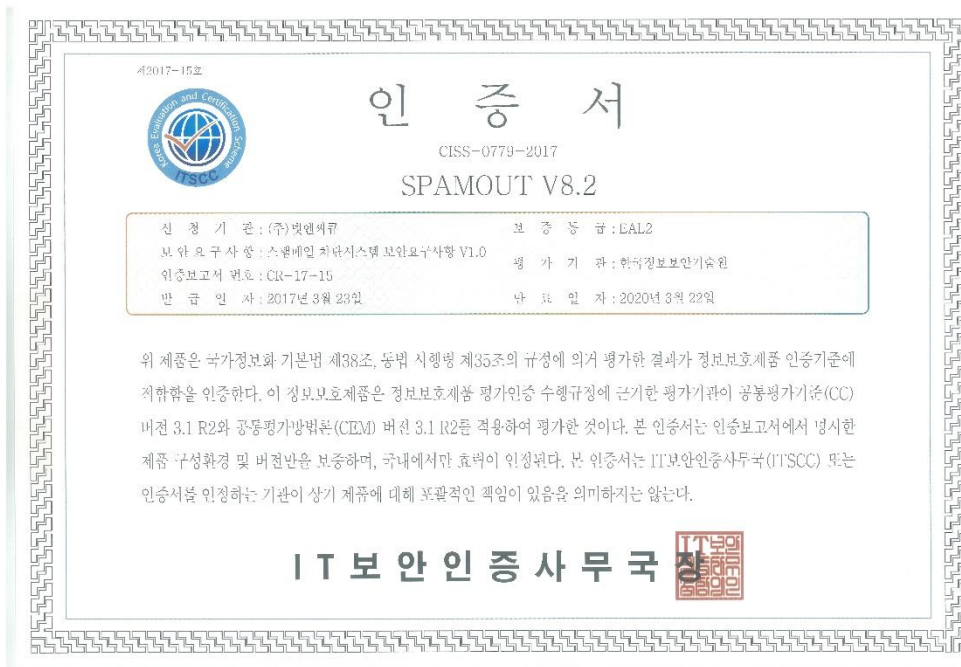 제2017-15호
Korea Evaluation and Certification Scheme
ITSCC
인 증 서
CISS-0779-2017
SPAMOUT V8.2
신 청 기 관 : (주)빛앤써큐
보 증 등 급 : EAL2
보 안 요 구 사 항 : 스팸메일 차단시스템 보안요구사항 V1.0
평 가 기 관 : 한국정보보안기술원
인증보고서 번호 : CR-17-15
발 급 일 자 : 2017년 3월 23일
만 료 일 자 : 2020년 3월 22일
위 제품은 국가정보화 기본법 제38조, 동법 시행령 제35조의 규정에 의거 평가한 결과가 정보보호제품 인증기준에
적합함을 인증한다. 이 정보보호제품은 정보보호제품 평가인증 수행규정에 근거한 평가기관이 공통평가기준(CC)
버전 3.1 R2와 공통평가방법론(CEM) 버전 3.1 R2를 적용하여 평가한 것이다. 본 인증서는 인증보고서에서 명시한
제품 구성환경 및 버전만을 보증하며, 국내에서만 효력이 인정된다. 본 인증서는 IT보안인증사무국(ITSCC) 또는
인증서를 인정하는 기관이 상기 제품에 대해 포괄적인 책임이 있음을 의미하지는 않는다.
IT보안인증사무국장